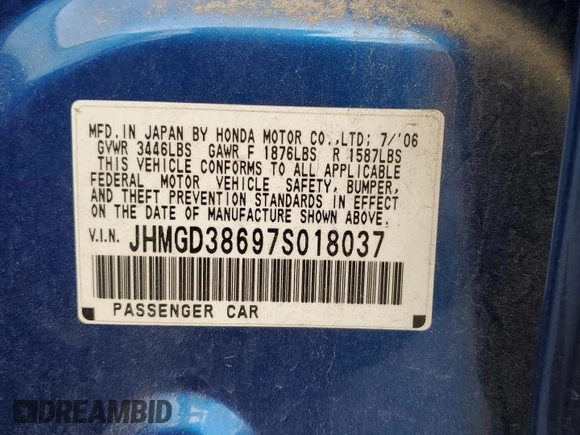 MFD.IN JAPAN BY HONDA MOTOR CO.,LTD; 7/'06
GVWR 3446LBS GAWR F 1876LBS R 1587LBS
THIS VEHICLE CONFORMS TO ALL APPLICABLE
FEDERAL MOTOR VEHICLE SAFETY, BUMPER,
AND THEFT PREVENTION STANDARDS IN EFFECT
ON THE DATE OF MANUFACTURE SHOWN ABOVE.
V.I.N. JHMGD38697S018037
PASSENGER CAR
DREAMBID